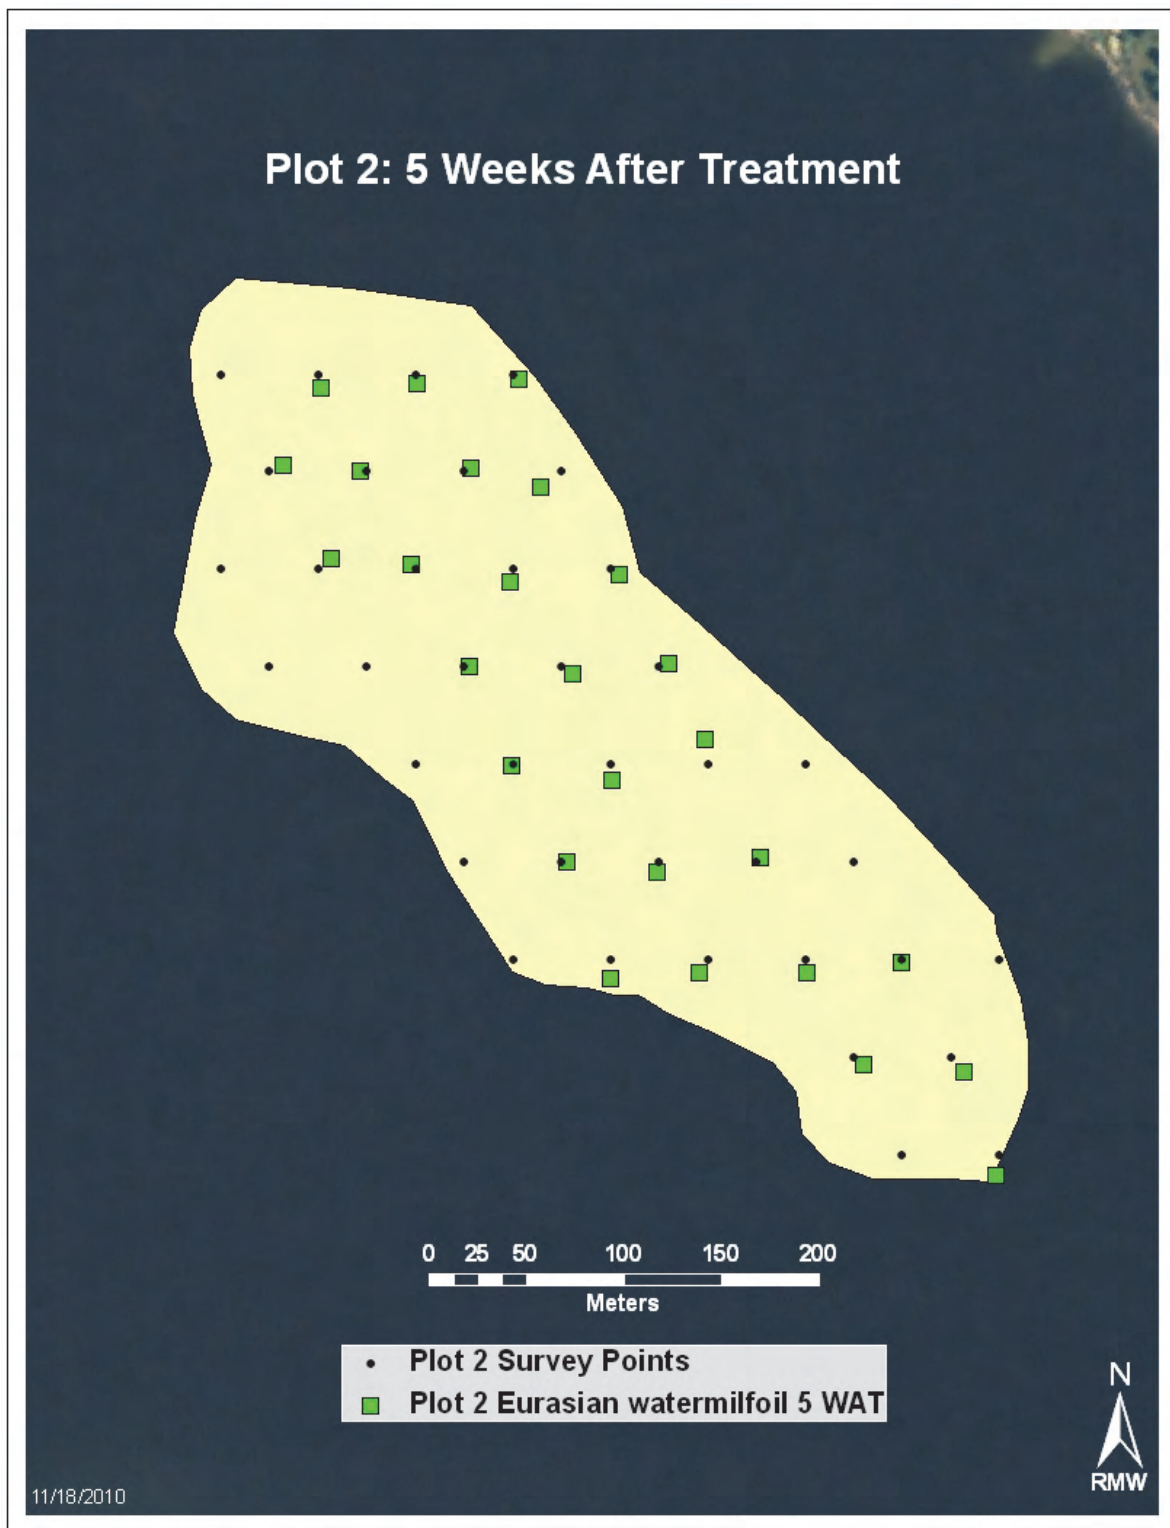 Plot 2: 5 Weeks After Treatment
0 25 50 100 150 200
Meters
Plot 2 Survey Points
Plot 2 Eurasian watermilfoil 5 WAT
N
RMW
11/18/2010